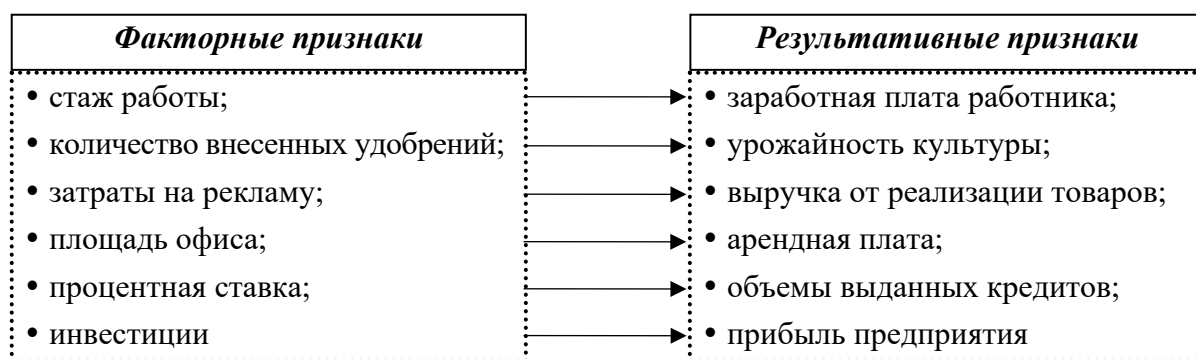 Факторные признаки
• стаж работы;
• количество внесенных удобрений;
• затраты на рекламу;
• площадь офиса;
• процентная ставка;
• инвестиции
Результативные признаки
• заработная плата работника;
• урожайность культуры;
• выручка от реализации товаров;
• арендная плата;
• объемы выданных кредитов;
• прибыль предприятия